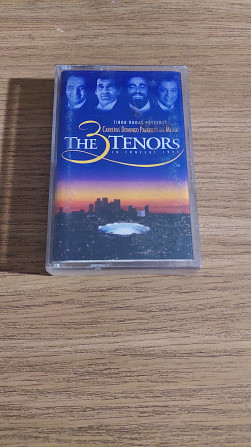 TIBOR RUDAS PRESENTS
CARRERAS DOMINGO PAVAROTTI WITH MEHTA
THE 3 TENORS
IN CONCERT 1994